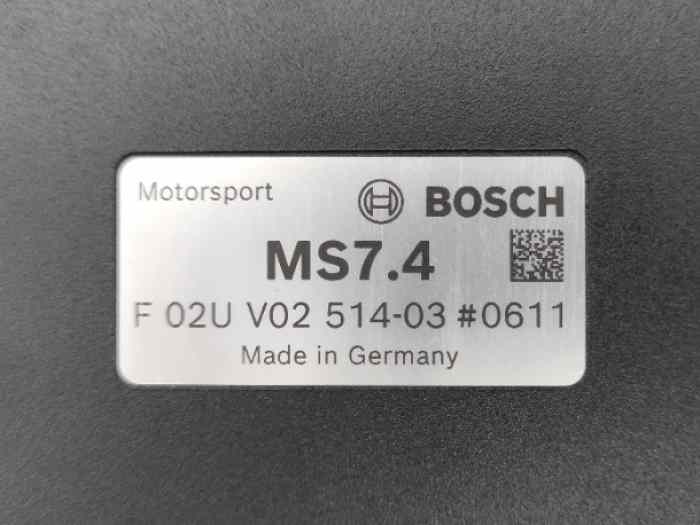 Motorsport
BOSCH
MS7.4
F 02U V02 514-03 #0611
Made in Germany